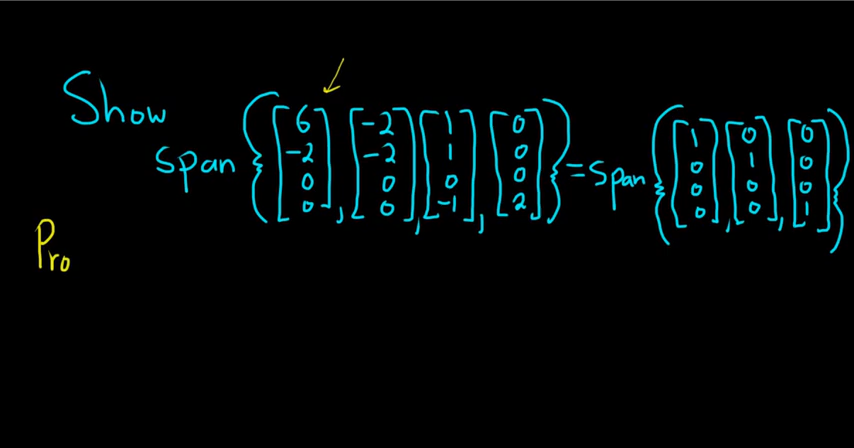 Show
span { [6 -2 0 0], [-2 -2 0 0], [1 1 0 -1], [0 0 0 2] } = span { [1 0 0 0], [0 1 0 0], [0 0 0 1] }
Pro